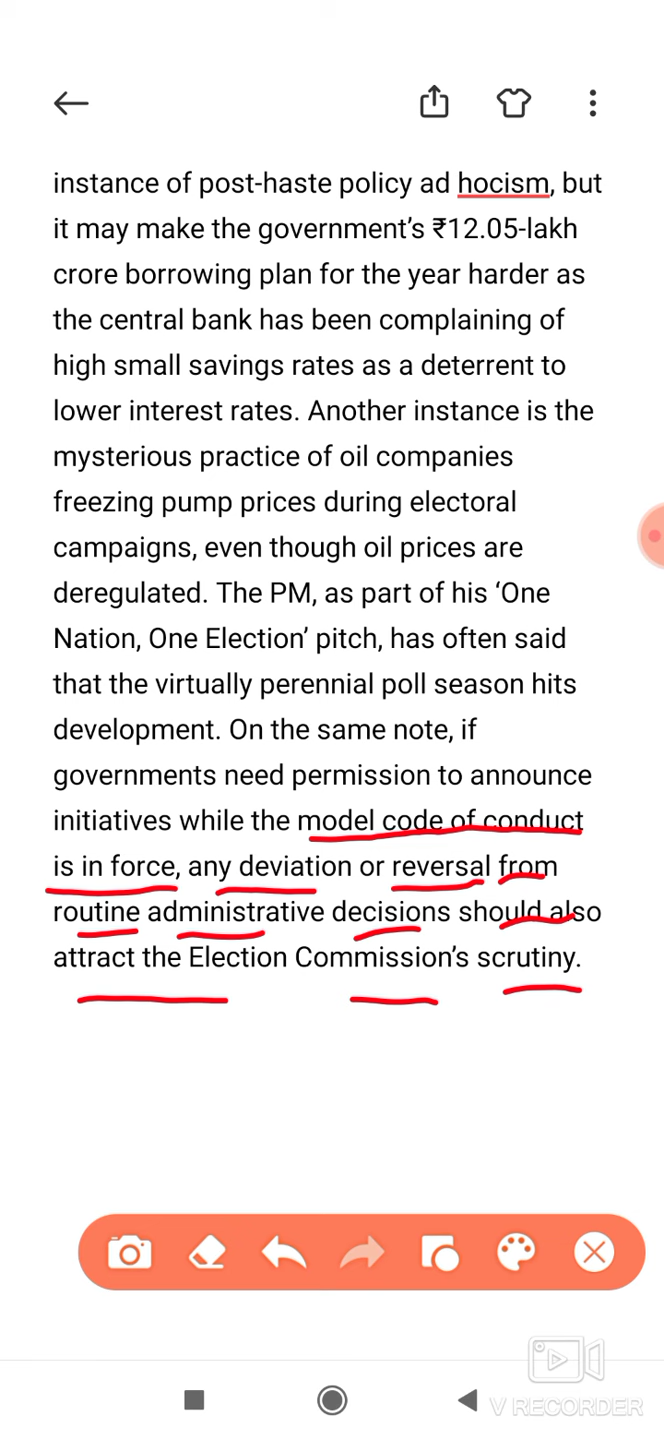 instance of post-haste policy ad hocism, but
it may make the government's ₹12.05-lakh
crore borrowing plan for the year harder as
the central bank has been complaining of
high small savings rates as a deterrent to
lower interest rates. Another instance is the
mysterious practice of oil companies
freezing pump prices during electoral
campaigns, even though oil prices are
deregulated. The PM, as part of his ‘One
Nation, One Election’ pitch, has often said
that the virtually perennial poll season hits
development. On the same note, if
governments need permission to announce
initiatives while the model code of conduct
is in force, any deviation or reversal from
routine administrative decisions should also
attract the Election Commission’s scrutiny.
V RECORDER